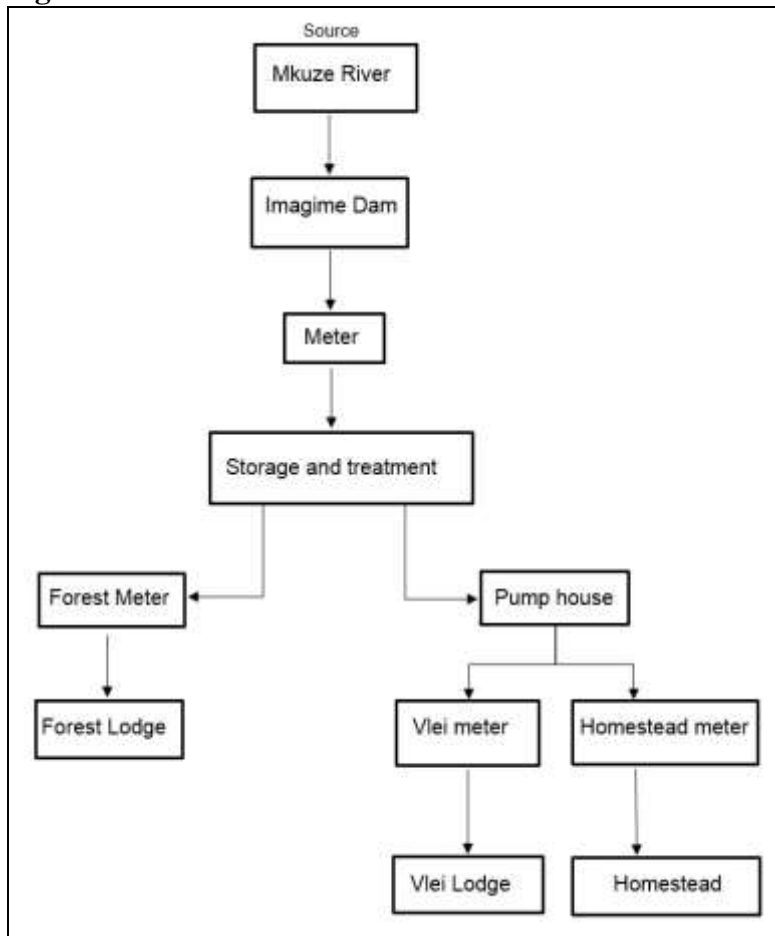 Source
Mkuze River
Imagime Dam
Meter
Storage and treatment
Forest Meter
Pump house
Forest Lodge
Vlei meter
Homestead meter
Vlei Lodge
Homestead